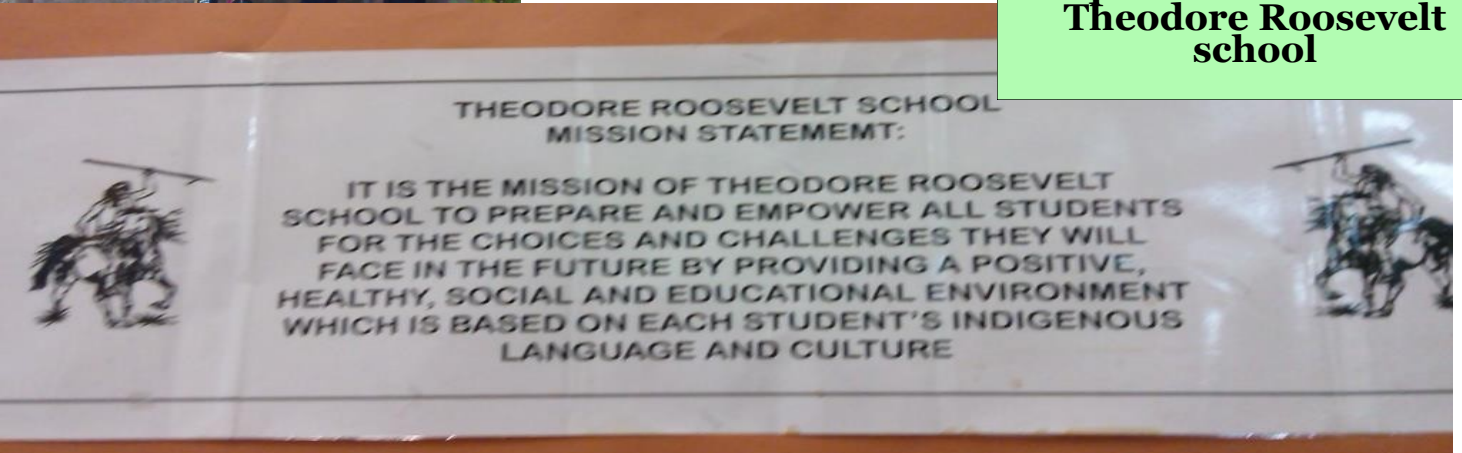 Theodore Roosevelt
school
THEODORE ROOSEVELT SCHOOL
MISSION STATEMEMT:
IT IS THE MISSION OF THEODORE ROOSEVELT
SCHOOL TO PREPARE AND EMPOWER ALL STUDENTS
FOR THE CHOICES AND CHALLENGES THEY WILL
FACE IN THE FUTURE BY PROVIDING A POSITIVE,
HEALTHY, SOCIAL AND EDUCATIONAL ENVIRONMENT
WHICH IS BASED ON EACH STUDENT'S INDIGENOUS
LANGUAGE AND CULTURE